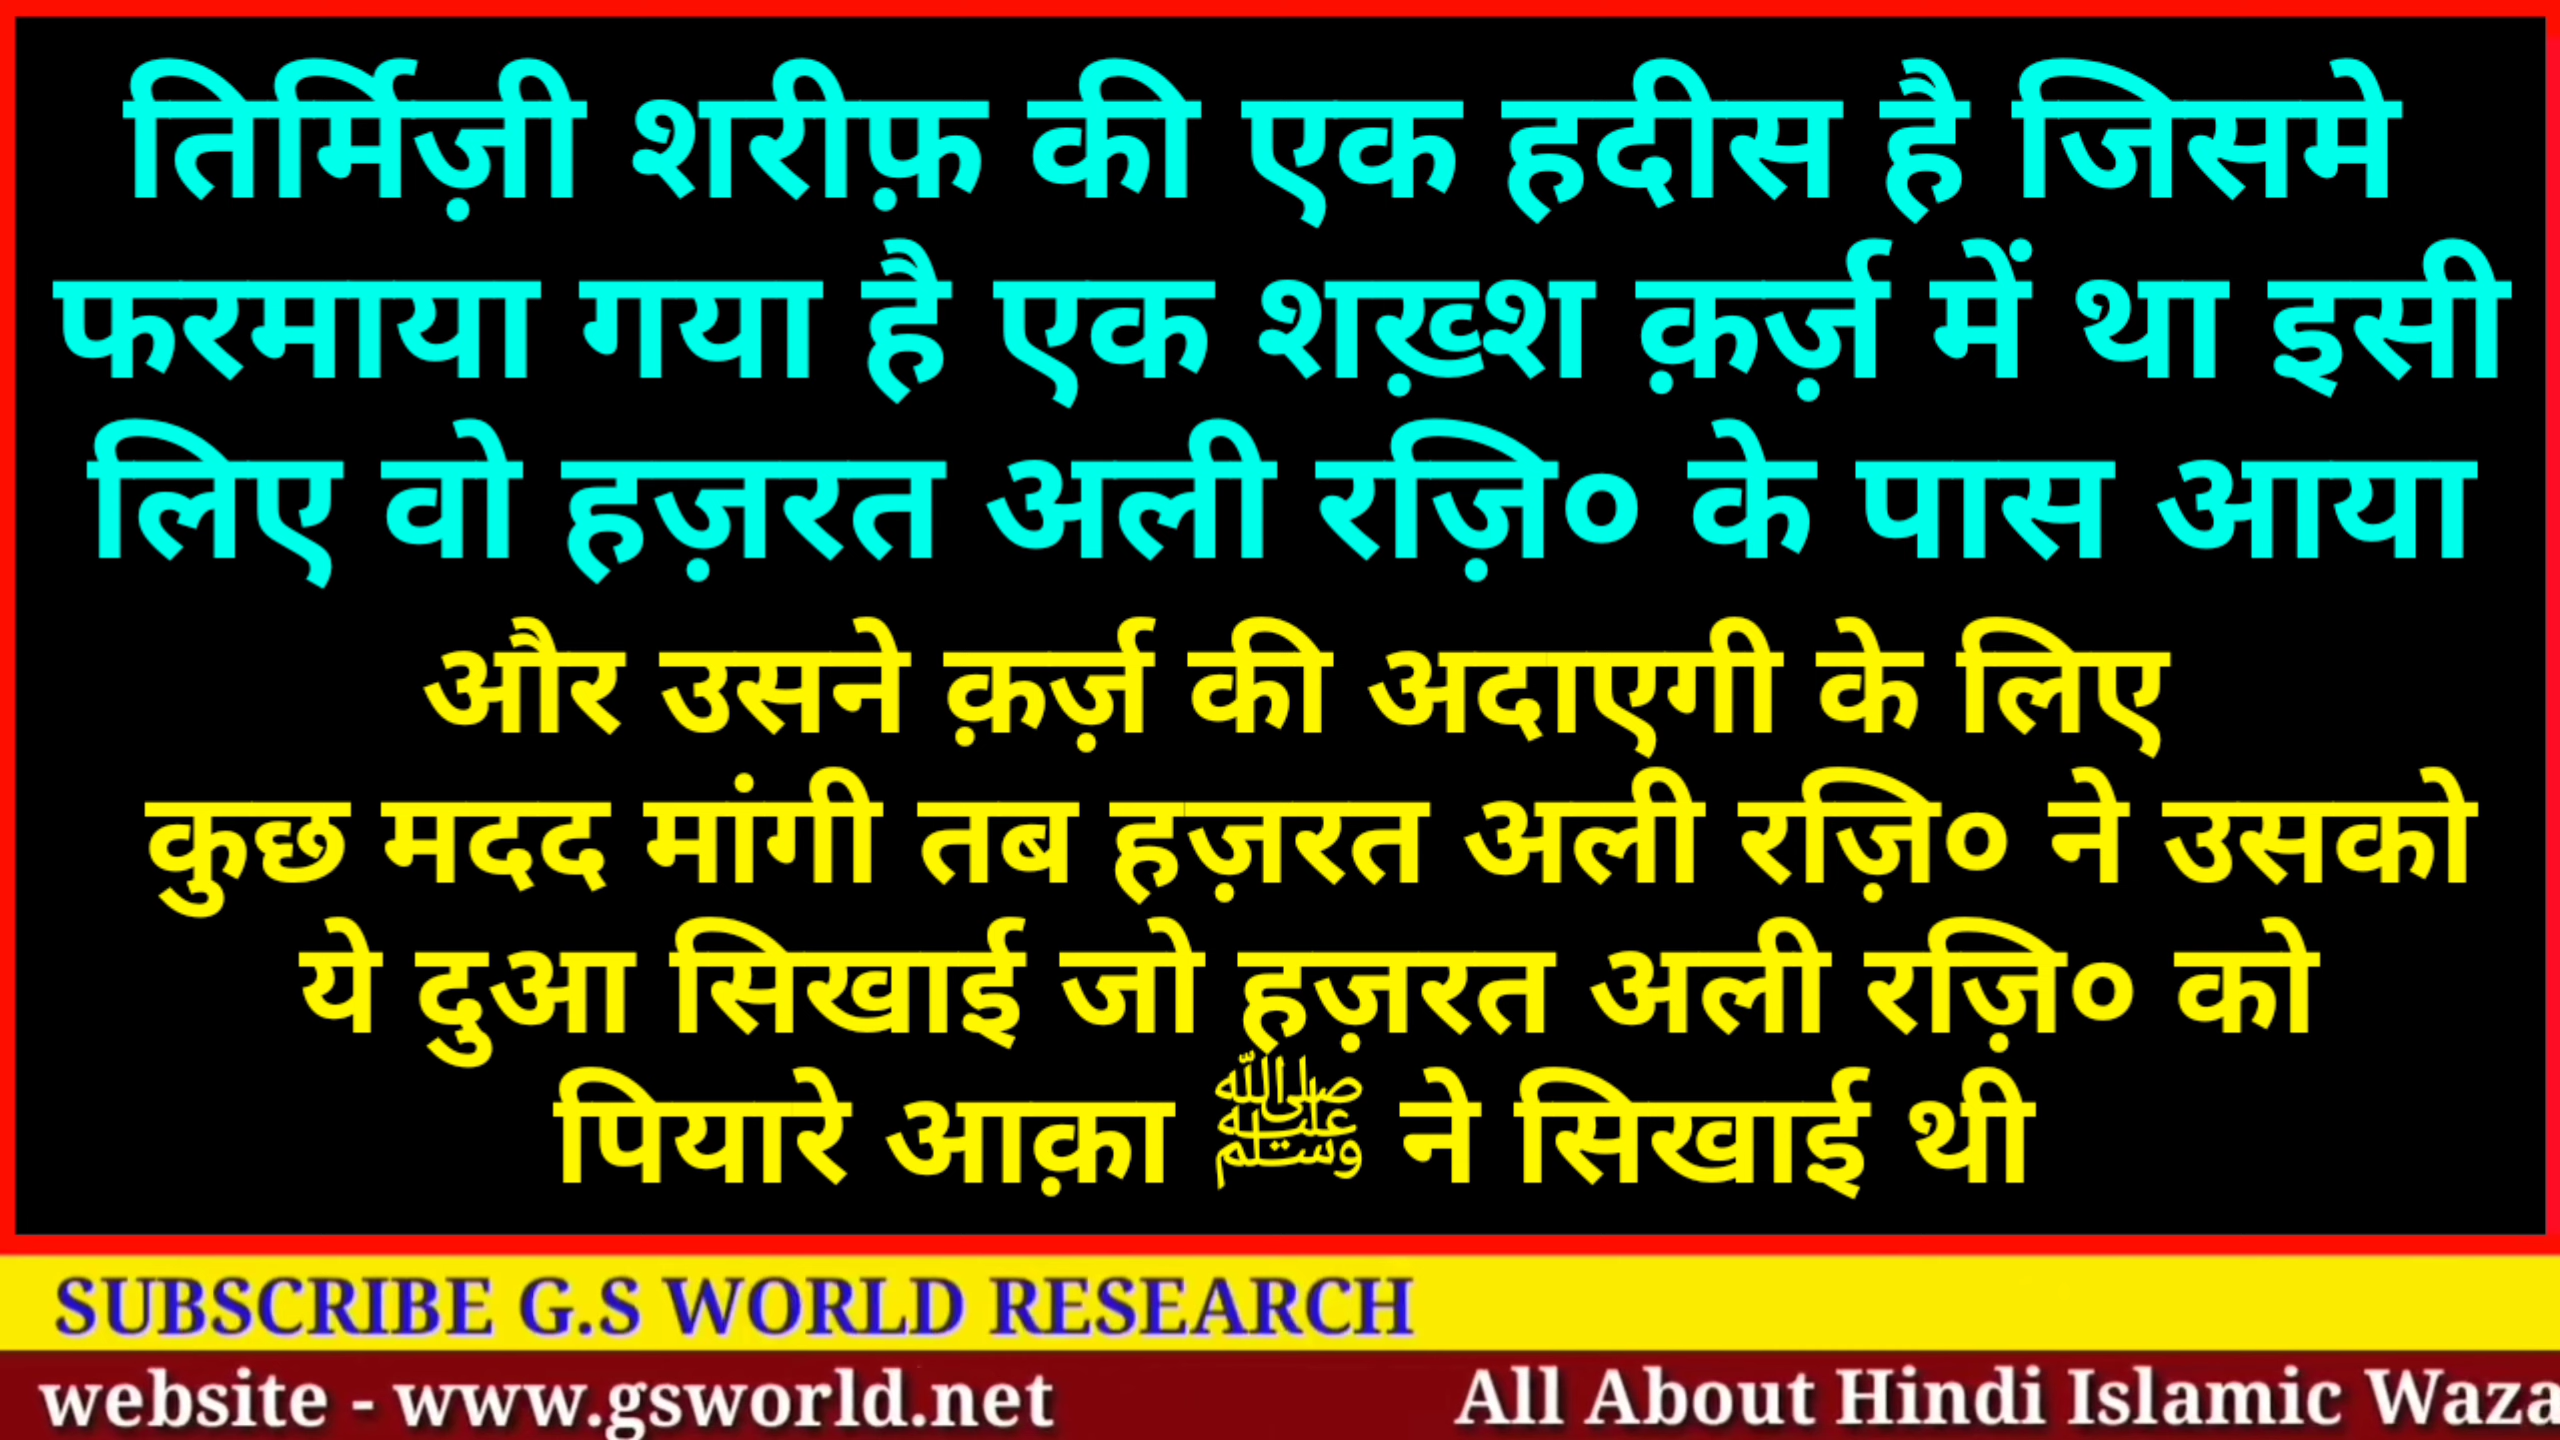 तिर्मिज़ी शरीफ़ की एक हदीस है जिसमे
फरमाया गया है एक शख़्श क़र्ज़ में था इसी
लिए वो हज़रत अली रज़ि० के पास आया
और उसने क़र्ज़ की अदाएगी के लिए
कुछ मदद मांगी तब हज़रत अली रज़ि० ने उसको
ये दुआ सिखाई जो हज़रत अली रज़ि० को
पियारे आक़ा ﷺ ने सिखाई थी
SUBSCRIBE G.S WORLD RESEARCH
website - www.gsworld.net All About Hindi Islamic Waza